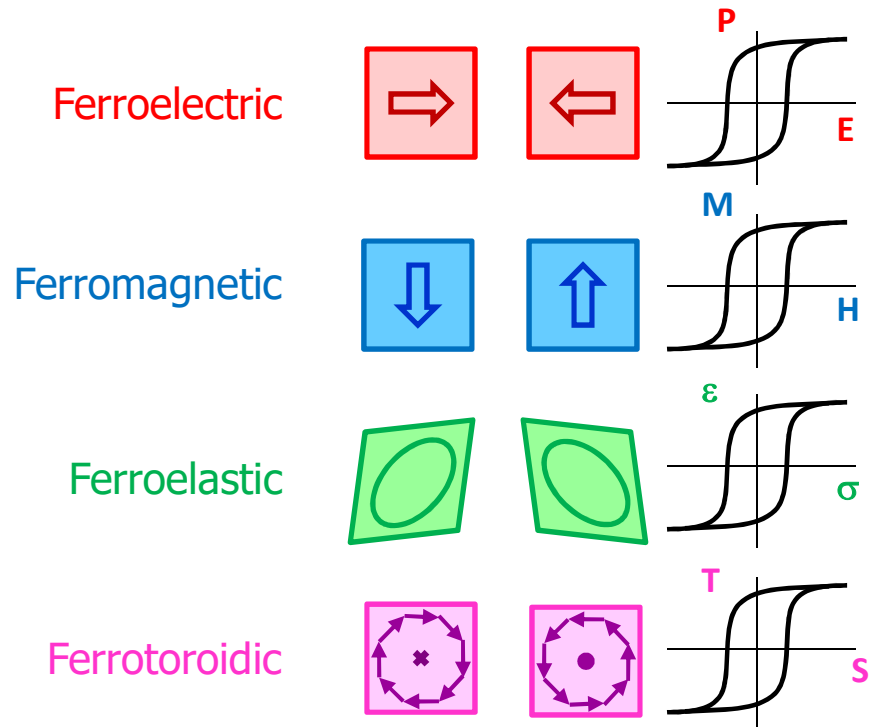 P
Ferroelectric
E
M
Ferromagnetic
H
ε
Ferroelastic
σ
T
Ferrotoroidic
S